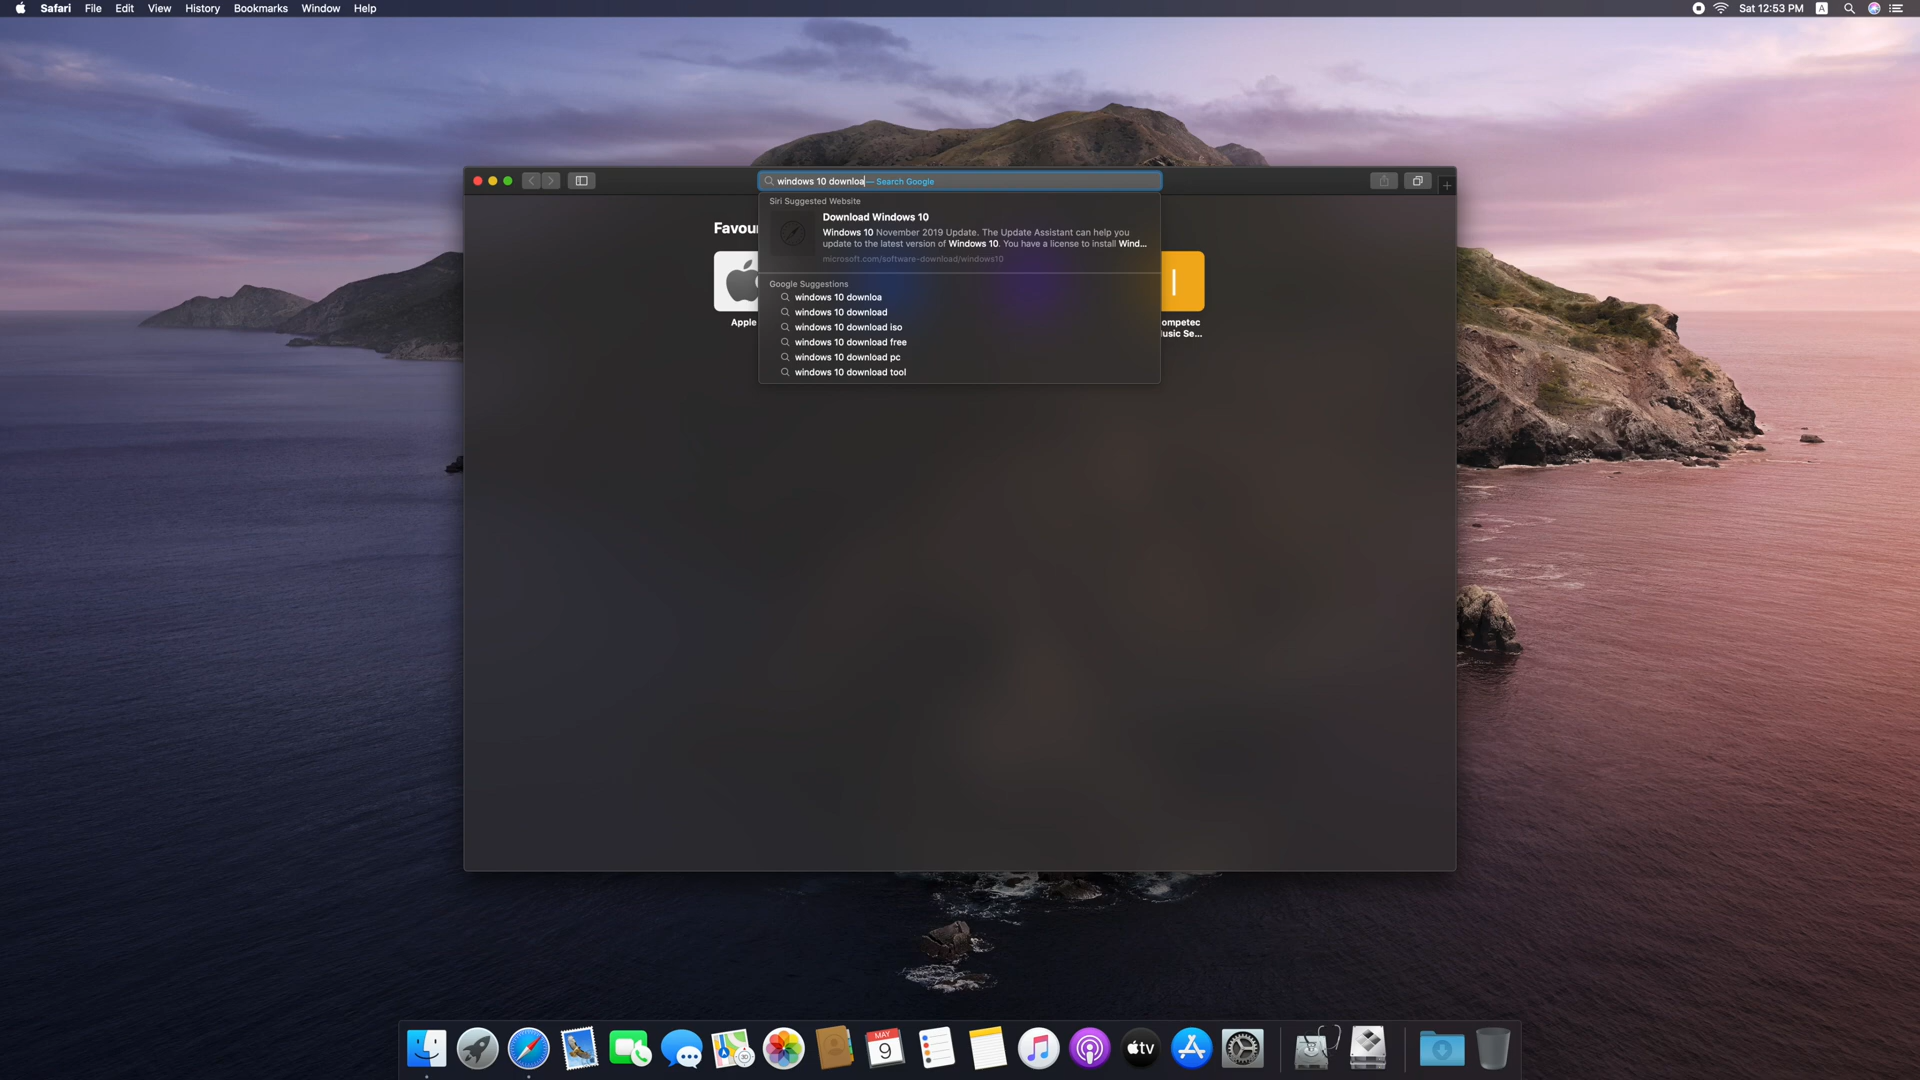 Safari File Edit View History Bookmarks Window Help
Sat 12:53 PM A
windows 10 downloa — Search Google
Siri Suggested Website
Download Windows 10
Windows 10 November 2019 Update. The Update Assistant can help you
update to the latest version of Windows 10. You have a license to install Wind...
microsoft.com/software-download/windows10
Google Suggestions
windows 10 downloa
windows 10 download
windows 10 download iso
windows 10 download free
windows 10 download pc
windows 10 download tool
Favou
Apple
I
ompetec
usic Se...
MAY
9
3D
tv